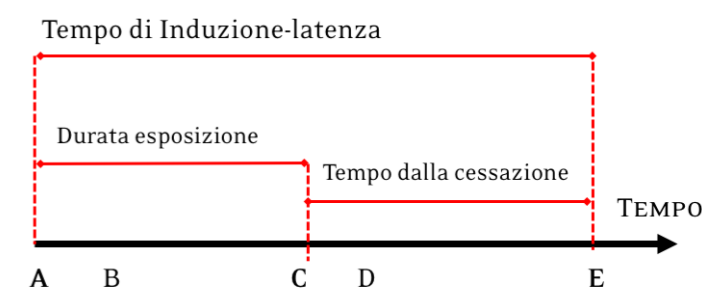 Tempo di Induzione-latenza
Durata esposizione
Tempo dalla cessazione
TEMPO
A B C D E